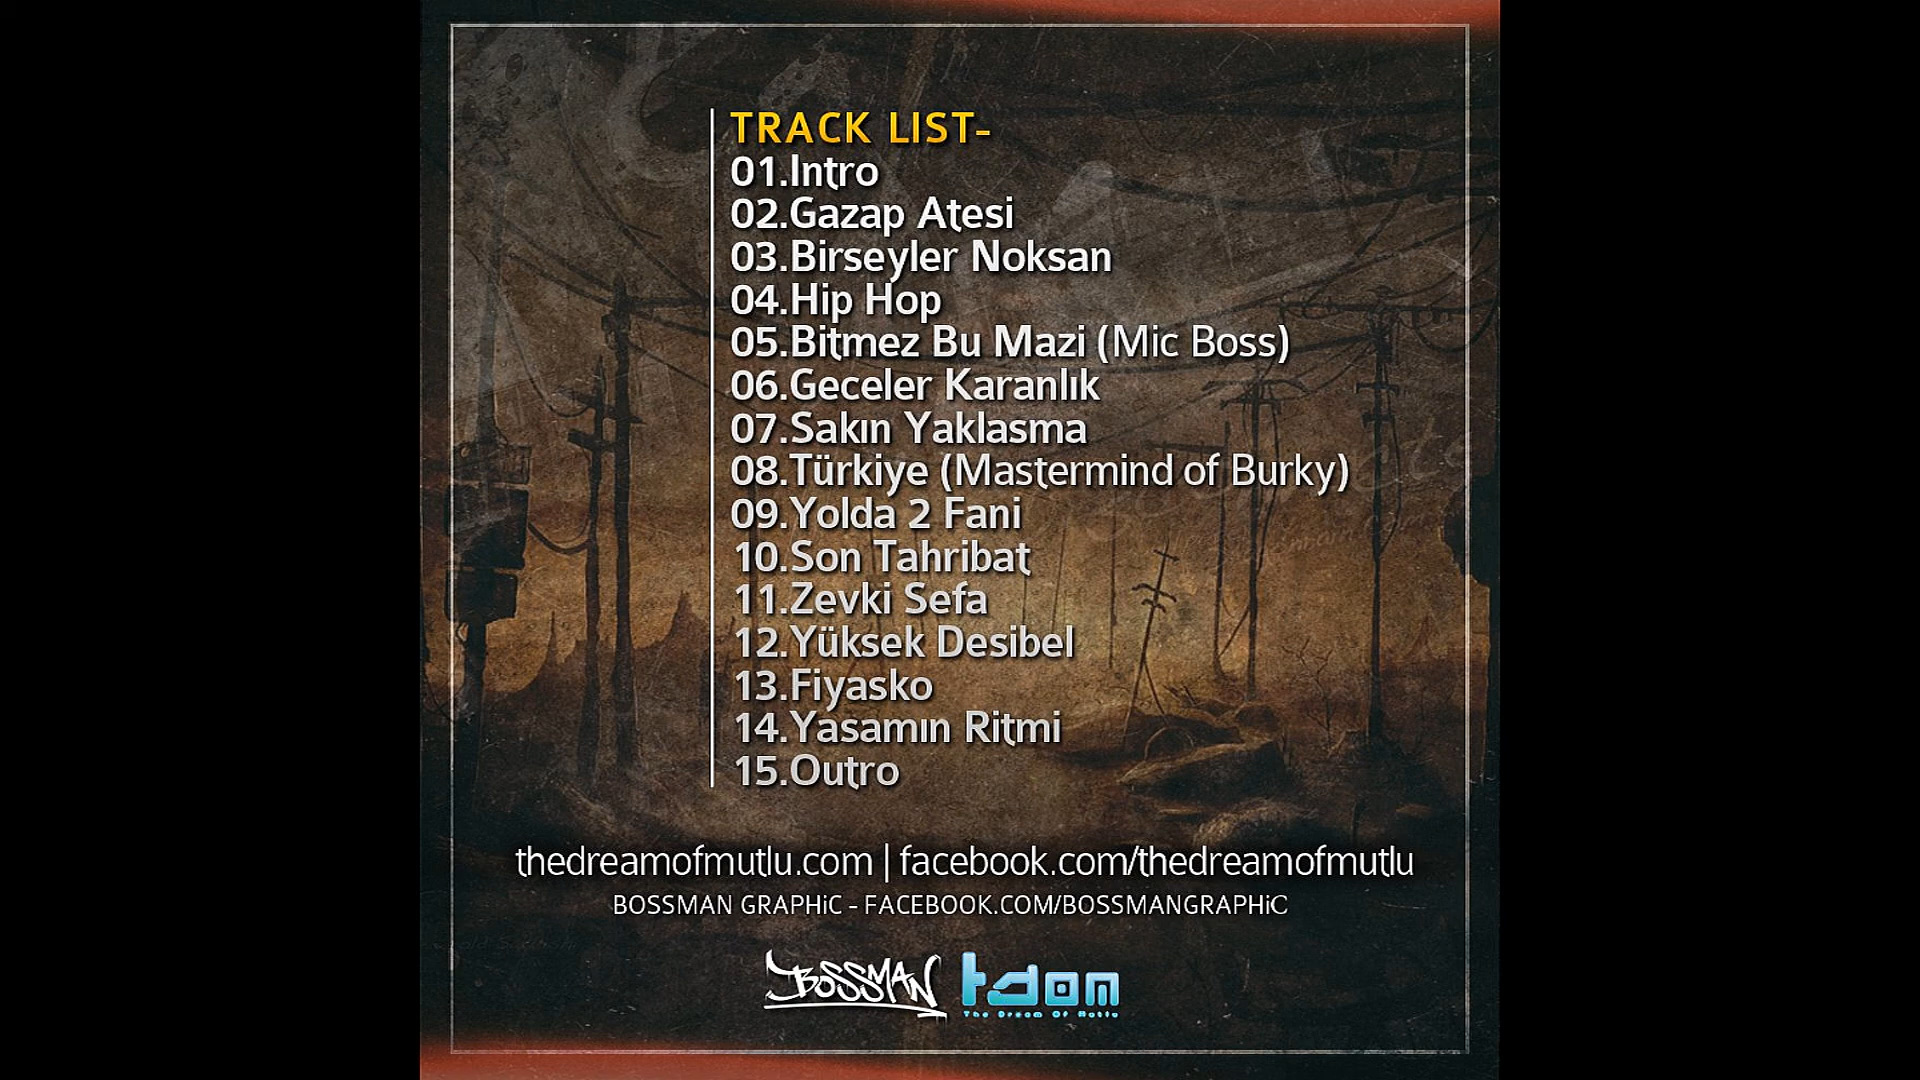 TRACK LIST-
01.Intro
02.Gazap Atesi
03.Birseyler Noksan
04.Hip Hop
05.Bitmez Bu Mazi (Mic Boss)
06.Geceler Karanlık
07.Sakın Yaklasma
08.Türkiye (Mastermind of Burky)
09.Yolda 2 Fani
10.Son Tahribat
11.Zevki Sefa
12.Yüksek Desibel
13.Fiyasko
14.Yasamın Ritmi
15.Outro
thedreamofmutlu.com | facebook.com/thedreamofmutlu
BOSSMAN GRAPHiC - FACEBOOK.COM/BOSSMANGRAPHiC
BOSSMAN tdom
The Dream Of Mutlu